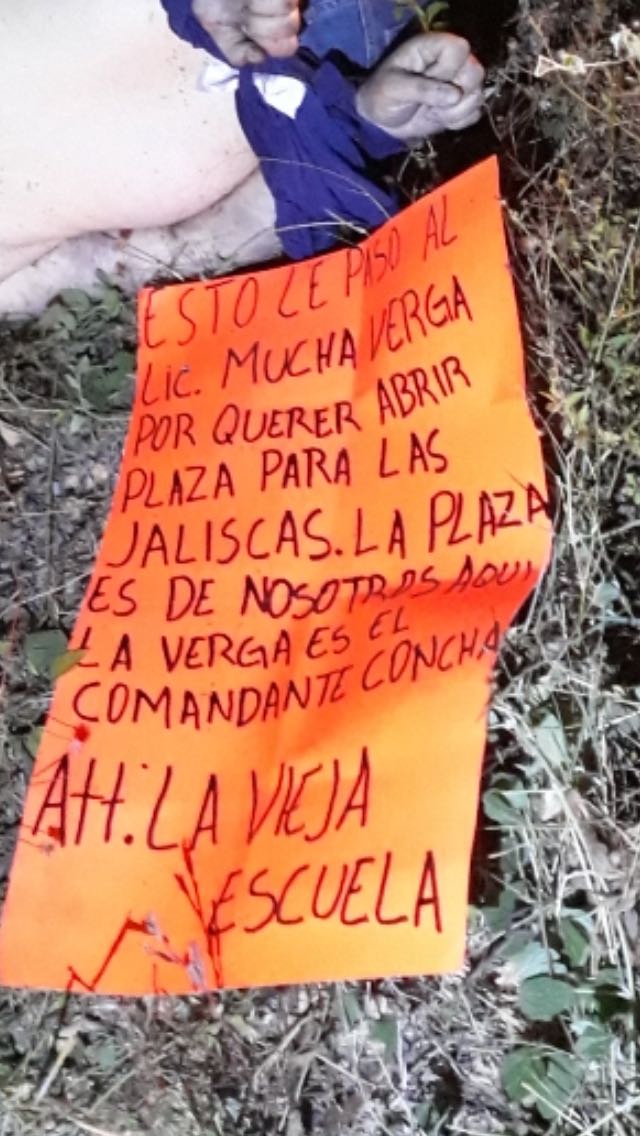 ESTO LE PASO AL
LIC. MUCHA VERGA
POR QUERER ABRIR
PLAZA PARA LAS
JALISCAS. LA PLAZA
ES DE NOSOTROS AQUI
LA VERGA ES EL
COMANDANTE CONCHA
Att. LA VIEJA
ESCUELA